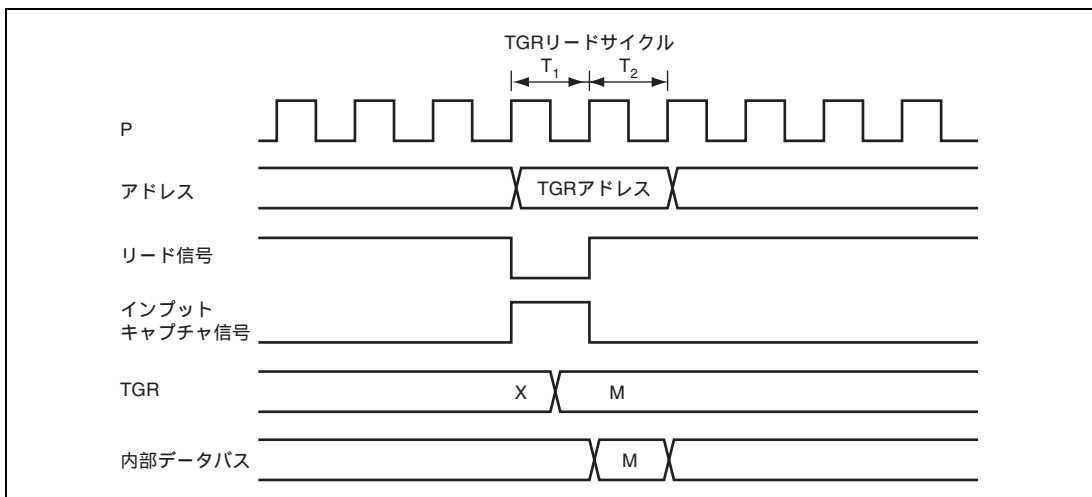 TGRリードサイクル
T1 T2
P
アドレス
TGRアドレス
リード信号
インプット
キャプチャ信号
TGR
X M
内部データバス
M